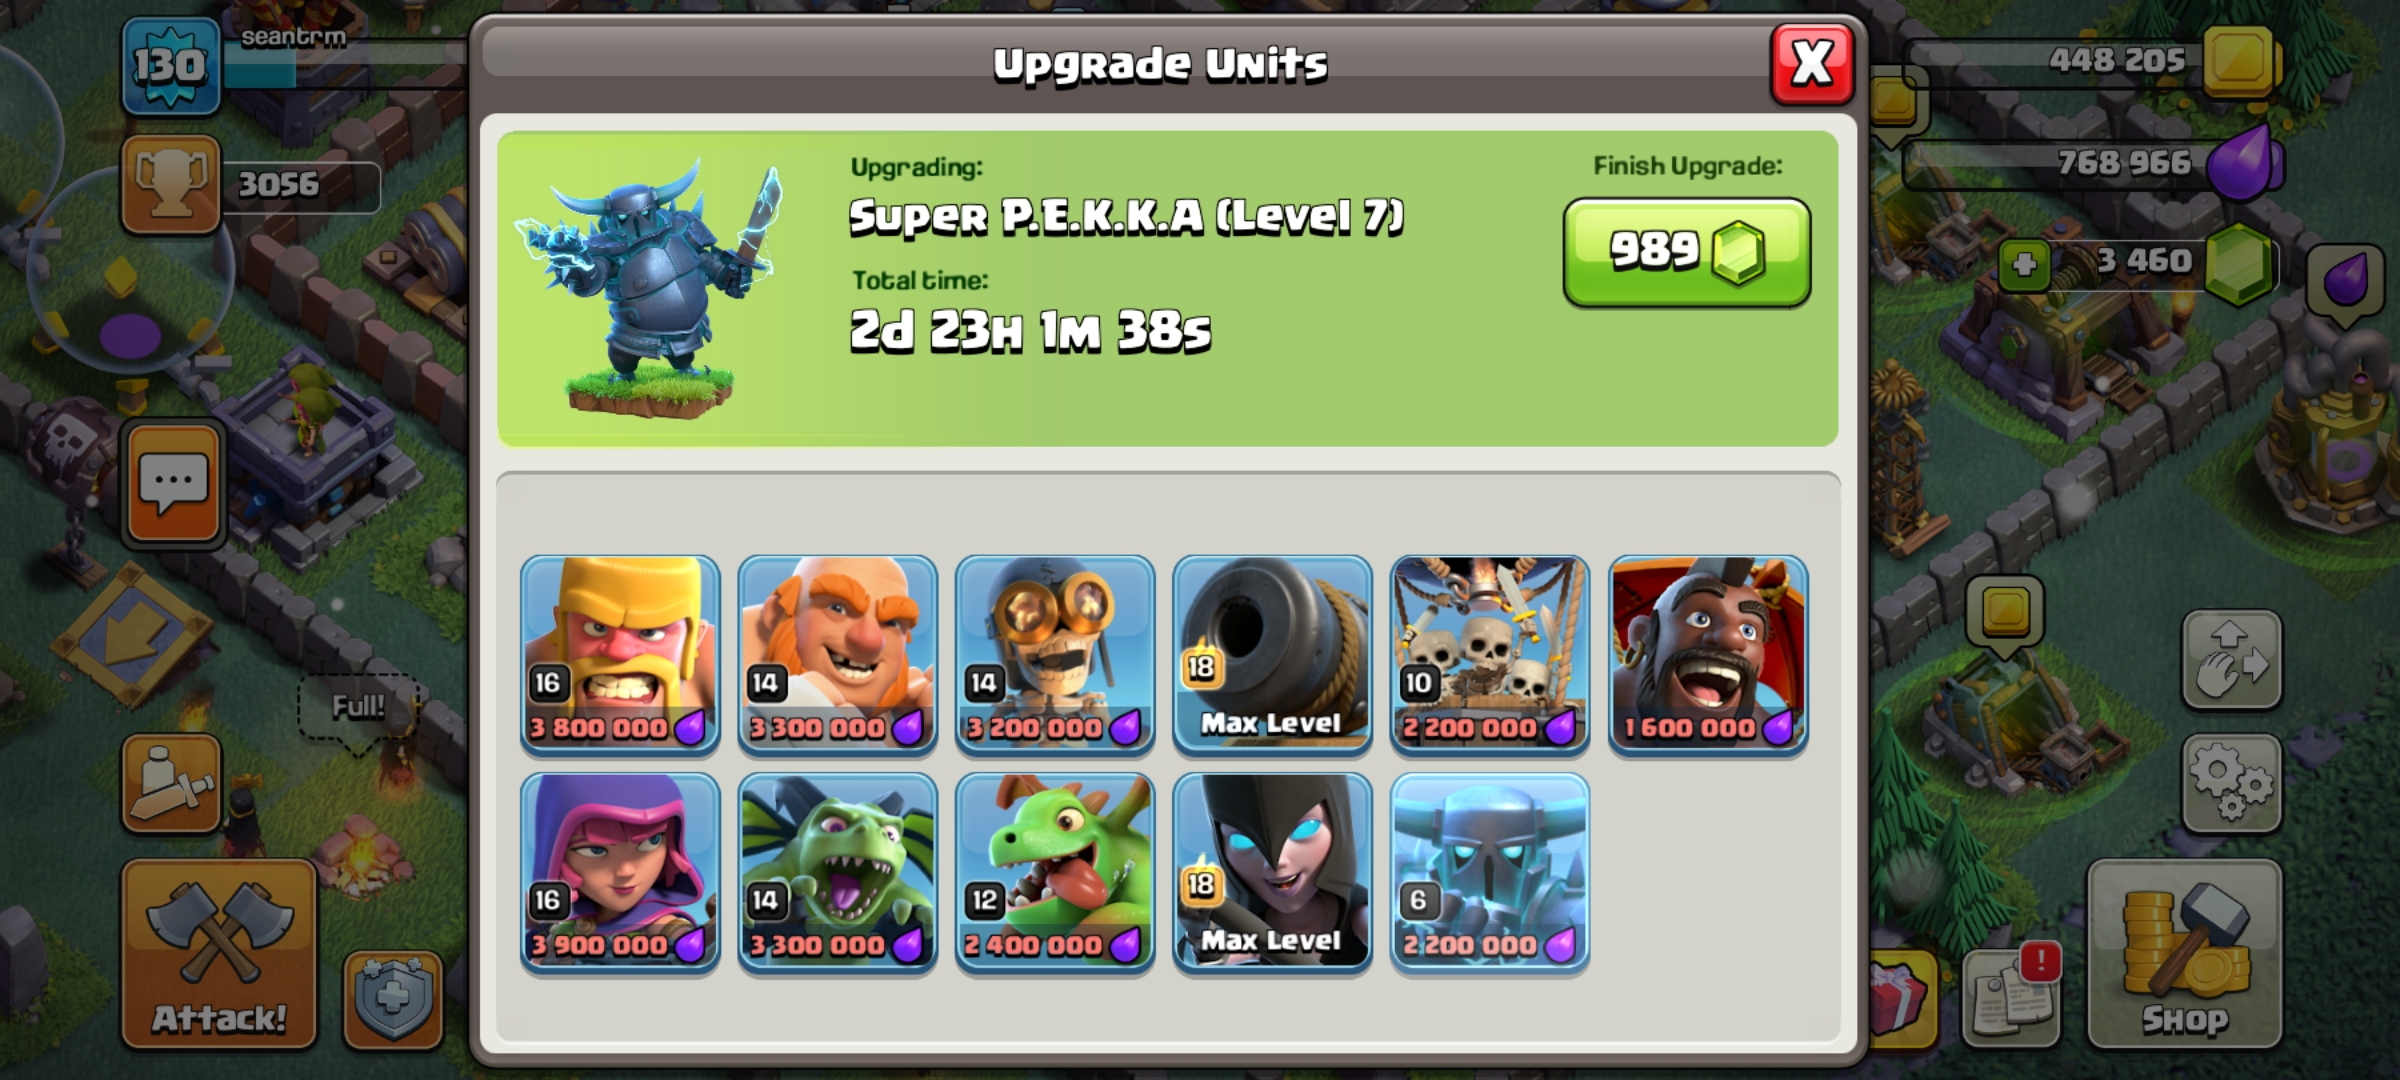 130
seantrm
Upgrade Units
X
448 205
3056
Upgrading:
Super P.E.K.K.A (Level 7)
Total time:
2d 23H 1M 38s
Finish Upgrade:
989
768 966
+
3 460
Full!
16
3 800 000
14
3 300 000
14
3 200 000
18
Max Level
10
2 200 000
1 600 000
16
3 900 000
14
3 300 000
12
2 400 000
18
Max Level
6
2 200 000
Attack!
!
Shop